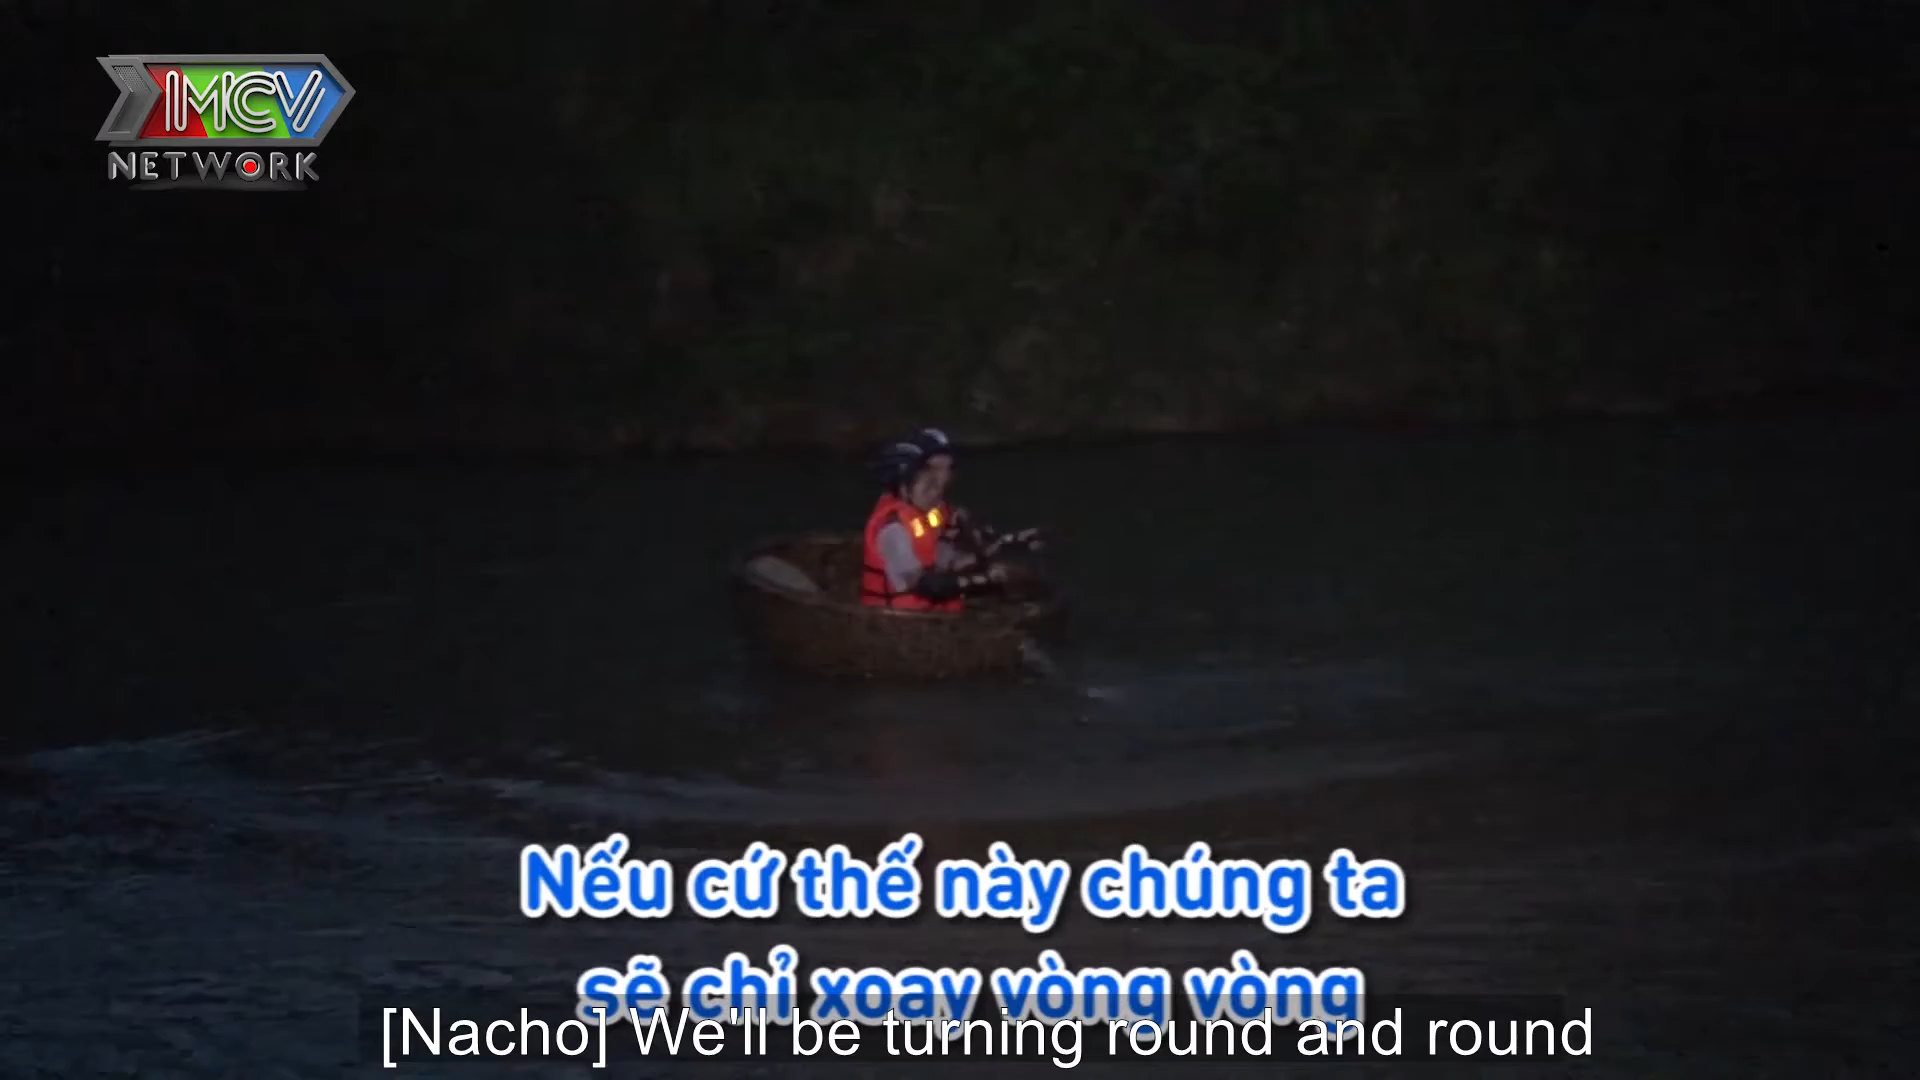 MCV
NETWORK
Nếu cứ thế này chúng ta
sẽ chỉ xoay vòng vòng
[Nacho] We'll be turning round and round